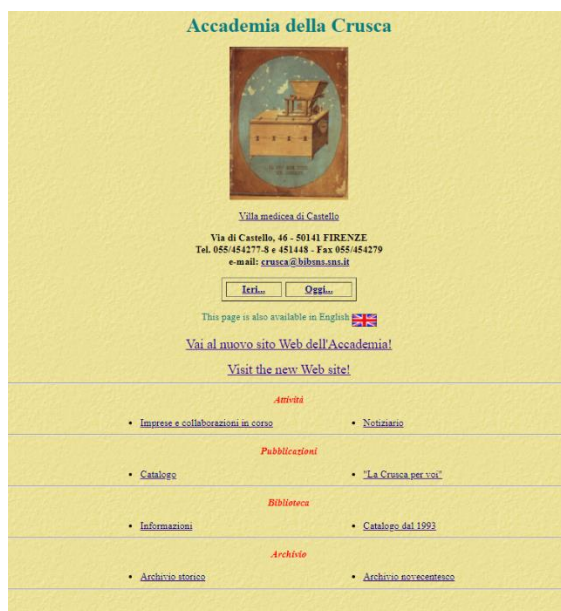 Accademia della Crusca
Villa medicea di Castello
Via di Castello, 46 - 50141 FIRENZE
Tel. 055/454277-8 e 451448 - Fax 055/454279
e-mail: crusca@bibsns.sns.it
Ieri... Oggi...
This page is also available in English
Vai al nuovo sito Web dell'Accademia!
Visit the new Web site!
Attività
Imprese e collaborazioni in corso
Notiziario
Pubblicazioni
Catalogo
"La Crusca per voi"
Biblioteca
Informazioni
Catalogo dal 1993
Archivio
Archivio storico
Archivio novecentesco